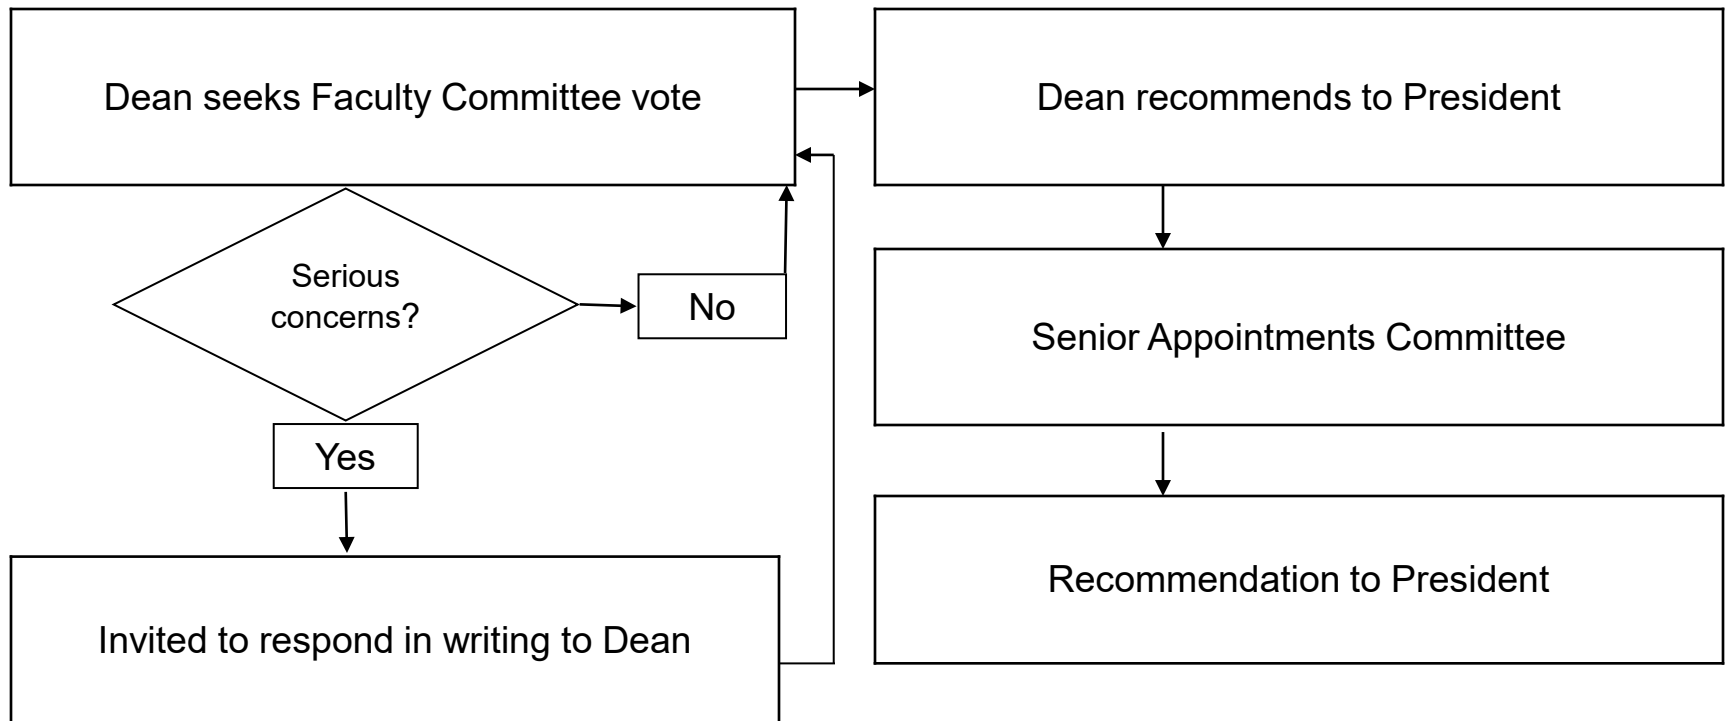 Dean seeks Faculty Committee vote
Serious
concerns?
No
Yes
Invited to respond in writing to Dean
Dean recommends to President
Senior Appointments Committee
Recommendation to President